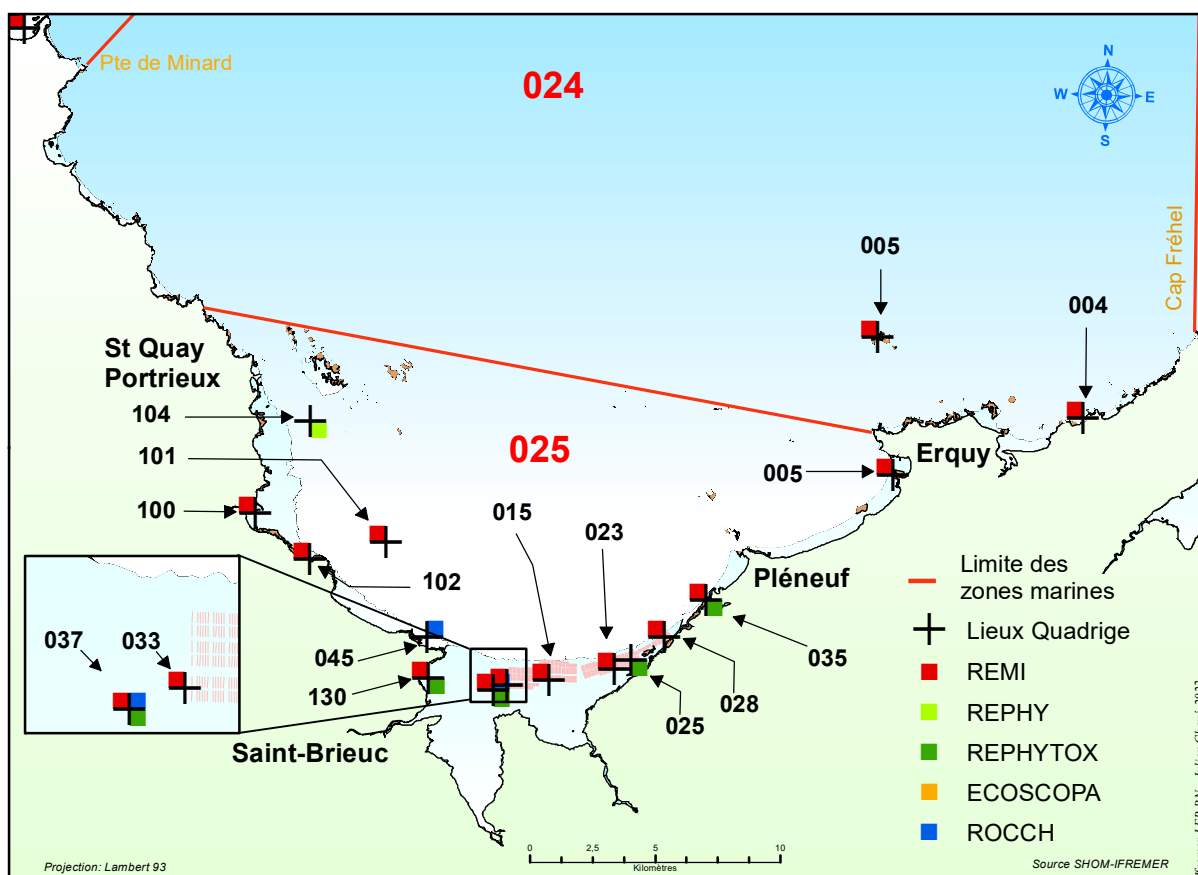 Pte de Minard
024
N
W
E
S
005
Cap Fréhel
004
St Quay
Portrieux
104
025
Erquy
101
005
100
015
023
Limite des
zones marines
102
Pléneuf
Lieux Quadrige
037
033
045
035
REMI
130
028
025
REPHY
Saint-Brieuc
REPHYTOX
ECOSCOPA
ROCCH
0
2,5
5
10
Kilomètres
Projection: Lambert 93
Source SHOM-IFREMER